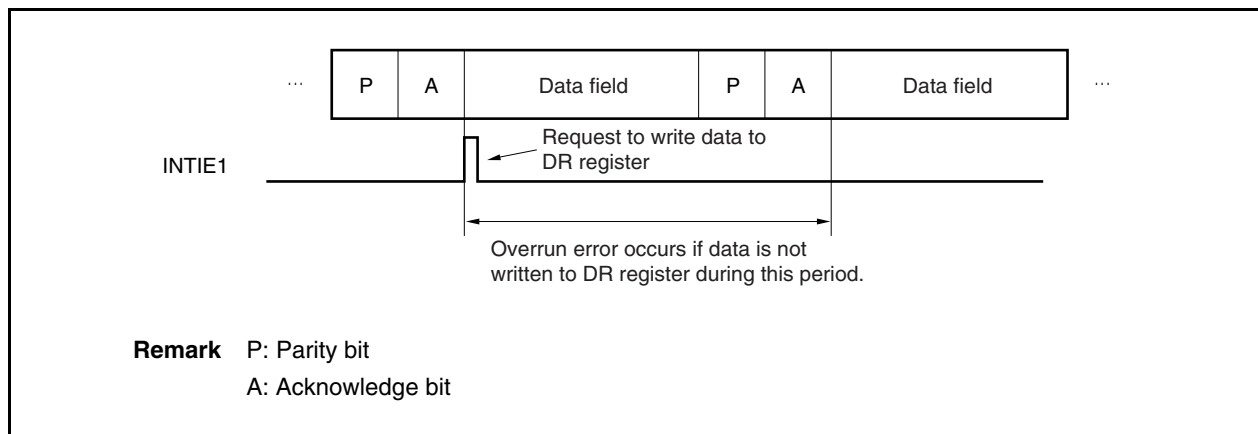 … P A Data field P A Data field …
Request to write data to
DR register
INTIE1
Overrun error occurs if data is not
written to DR register during this period.
Remark P: Parity bit
A: Acknowledge bit